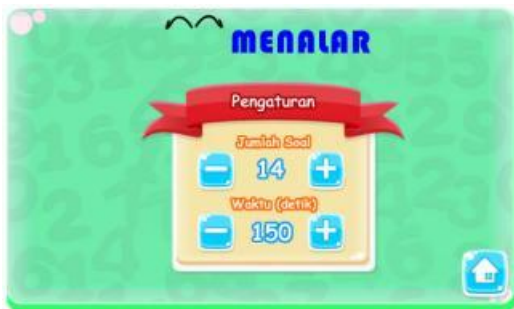 MENALAR
Pengaturan
Jumlah Soal
14
Waktu (detik)
150